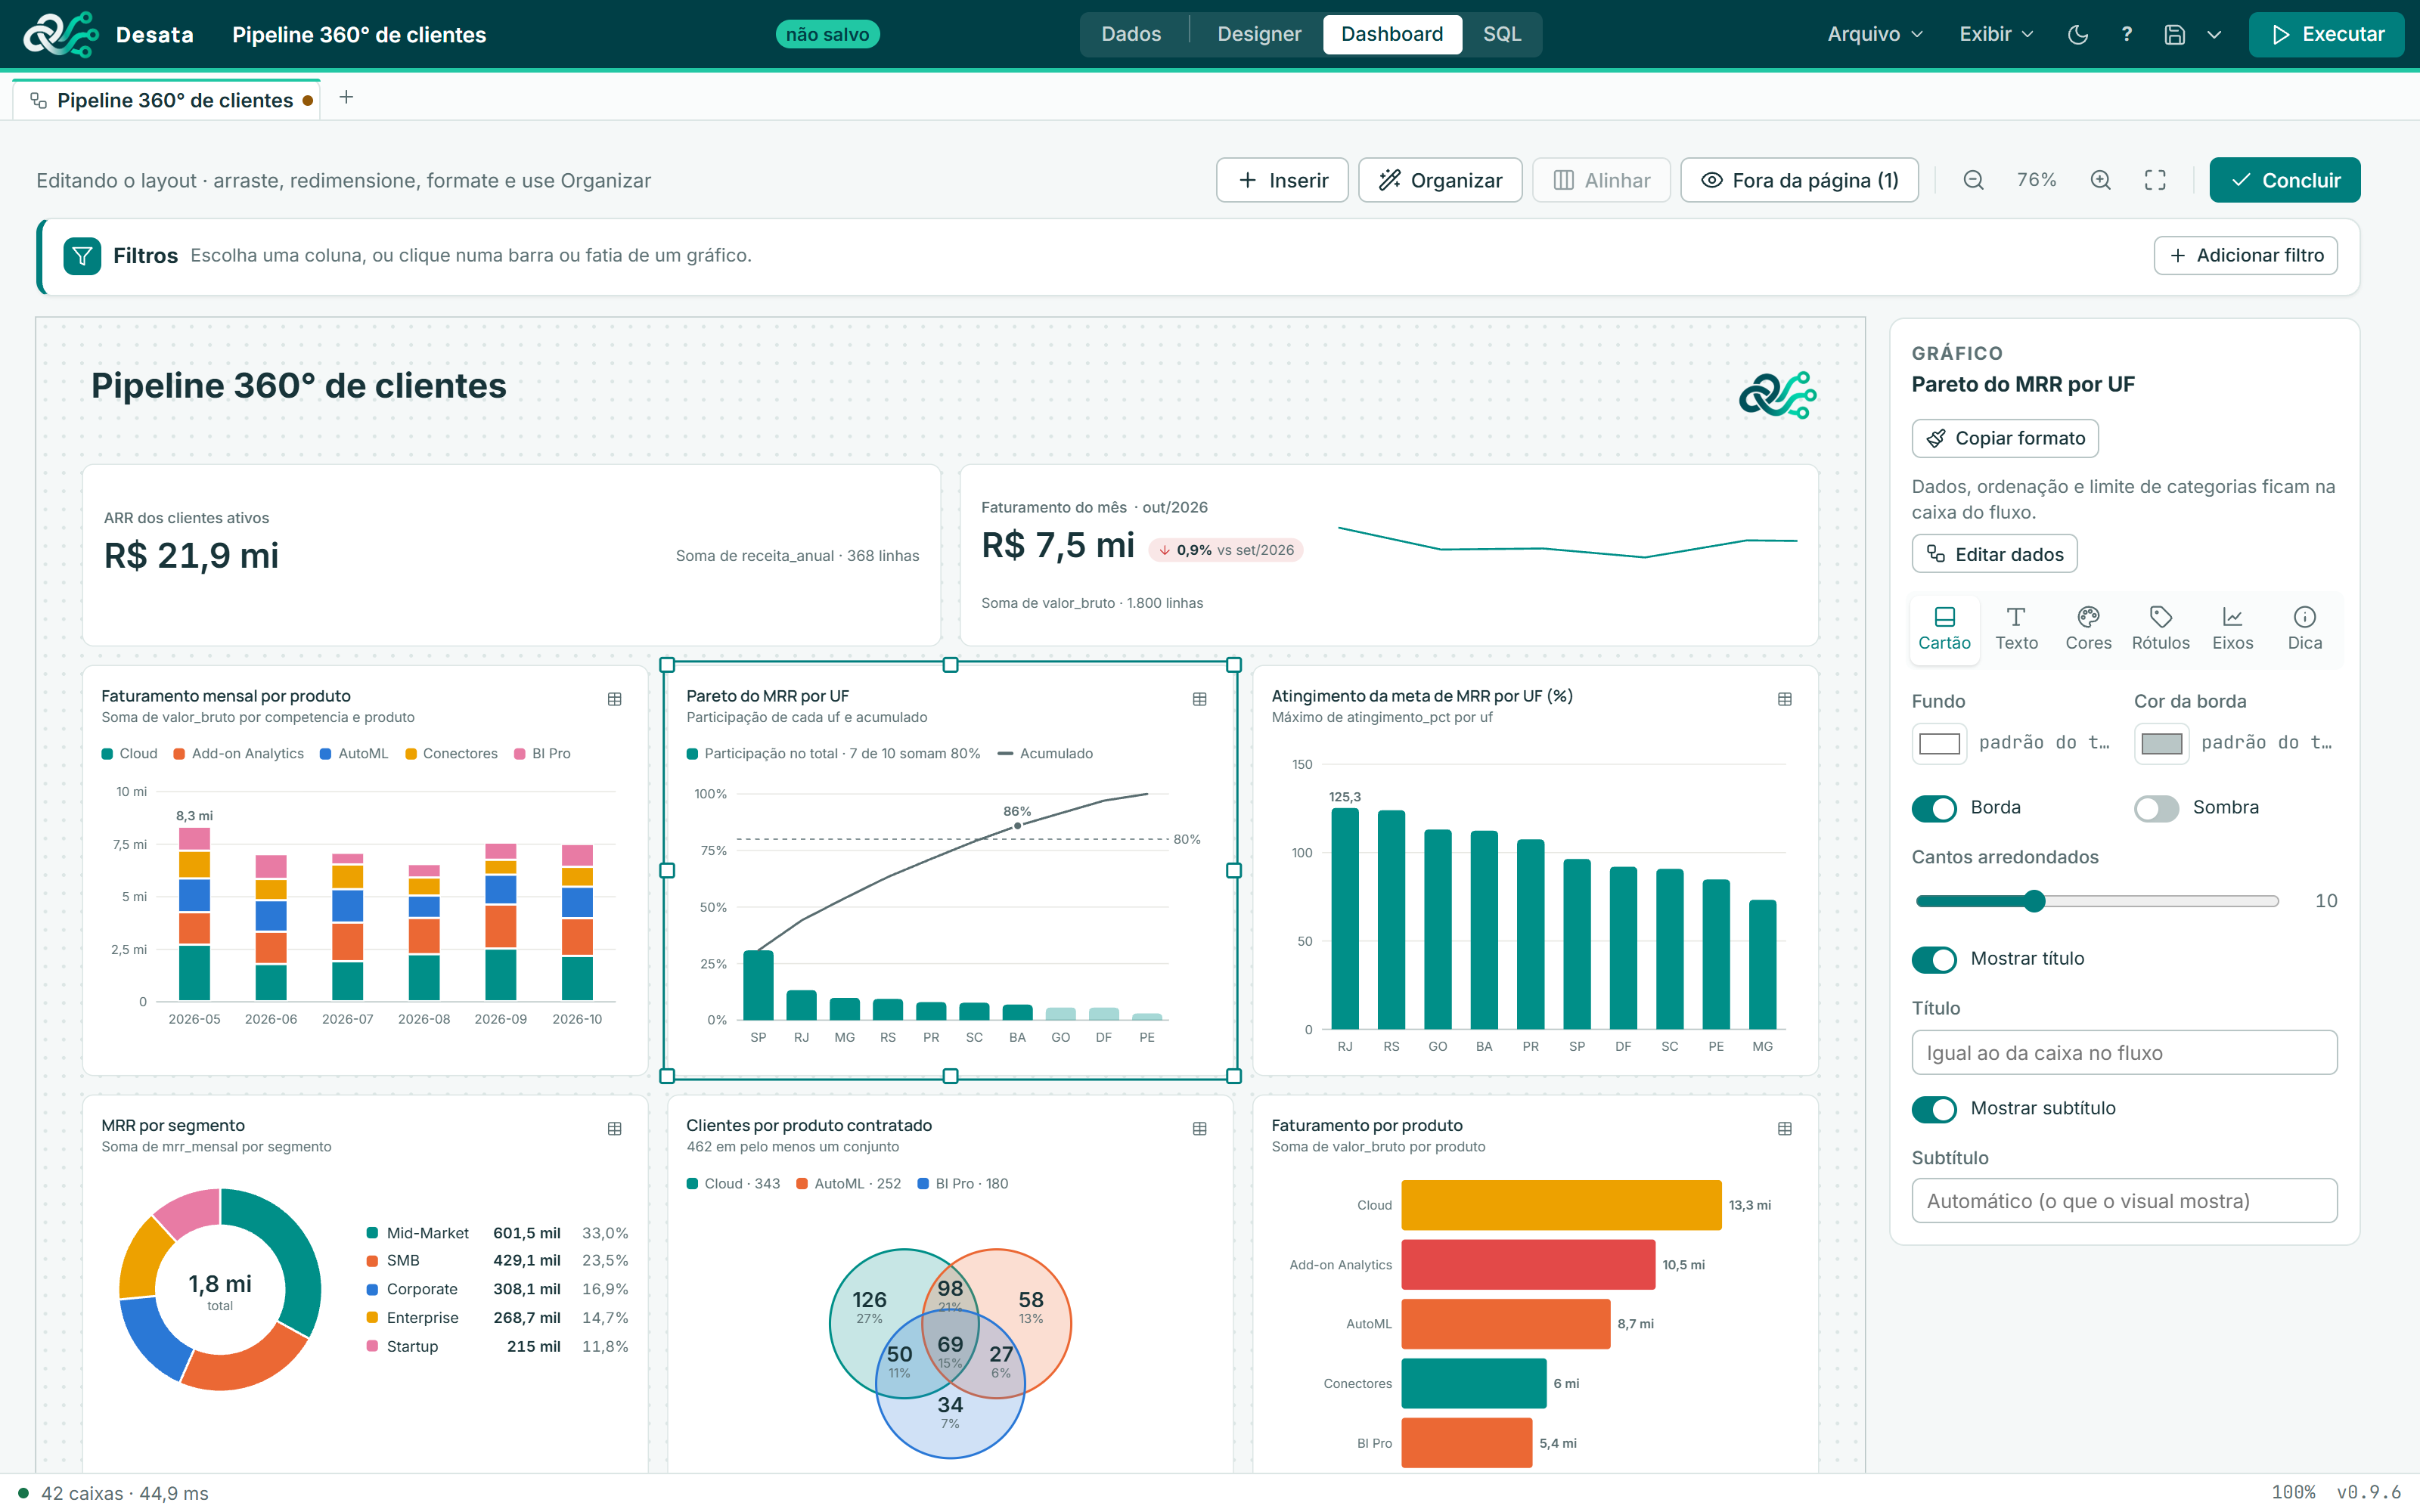 Desata
Pipeline 360° de clientes
não salvo
Dados
Designer
Dashboard
SQL
Arquivo
Exibir
?
Executar
Pipeline 360° de clientes
Editando o layout · arraste, redimensione, formate e use Organizar
Inserir
Organizar
Alinhar
Fora da página (1)
76%
Concluir
Filtros
Escolha uma coluna, ou clique numa barra ou fatia de um gráfico.
Adicionar filtro
Pipeline 360° de clientes
ARR dos clientes ativos
R$ 21,9 mi
Soma de receita_anual · 368 linhas
Faturamento do mês · out/2026
R$ 7,5 mi
0,9% vs set/2026
Soma de valor_bruto · 1.800 linhas
Faturamento mensal por produto
Soma de valor_bruto por competencia e produto
Cloud
Add-on Analytics
AutoML
Conectores
BI Pro
10 mi
8,3 mi
7,5 mi
5 mi
2,5 mi
0
2026-05
2026-06
2026-07
2026-08
2026-09
2026-10
Pareto do MRR por UF
Participação de cada uf e acumulado
Participação no total · 7 de 10 somam 80%
Acumulado
100%
86%
80%
75%
50%
25%
0%
SP
RJ
MG
RS
PR
SC
BA
GO
DF
PE
Atingimento da meta de MRR por UF (%)
Máximo de atingimento_pct por uf
150
125,3
100
50
0
RJ
RS
GO
BA
PR
SP
DF
SC
PE
MG
MRR por segmento
Soma de mrr_mensal por segmento
1,8 mi
total
Mid-Market 601,5 mil 33,0%
SMB 429,1 mil 23,5%
Corporate 308,1 mil 16,9%
Enterprise 268,7 mil 14,7%
Startup 215 mil 11,8%
Clientes por produto contratado
462 em pelo menos um conjunto
Cloud · 343
AutoML · 252
BI Pro · 180
126
27%
98
21%
58
13%
50
11%
69
15%
27
6%
34
7%
Faturamento por produto
Soma de valor_bruto por produto
Cloud 13,3 mi
Add-on Analytics 10,5 mi
AutoML 8,7 mi
Conectores 6 mi
BI Pro 5,4 mi
GRÁFICO
Pareto do MRR por UF
Copiar formato
Dados, ordenação e limite de categorias ficam na
caixa do fluxo.
Editar dados
Cartão
Texto
Cores
Rótulos
Eixos
Dica
Fundo
Cor da borda
padrão do t…
padrão do t…
Borda
Sombra
Cantos arredondados
10
Mostrar título
Título
Igual ao da caixa no fluxo
Mostrar subtítulo
Subtítulo
Automático (o que o visual mostra)
42 caixas · 44,9 ms
100%
v0.9.6